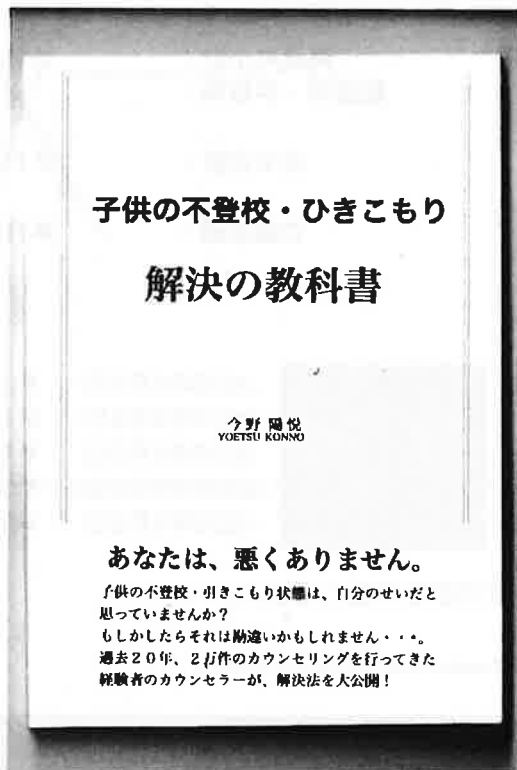 子供の不登校・ひきこもり
解決の教科書
今野 陽悦
YOETSU KONNO
あなたは、悪くありません。
子供の不登校・引きこもり状態は、自分のせいだと
思っていませんか？
もしかしたらそれは勘違いかもしれません・・・。
過去２０年、２万件のカウンセリングを行ってきた
経験者のカウンセラーが、解決法を大公開！